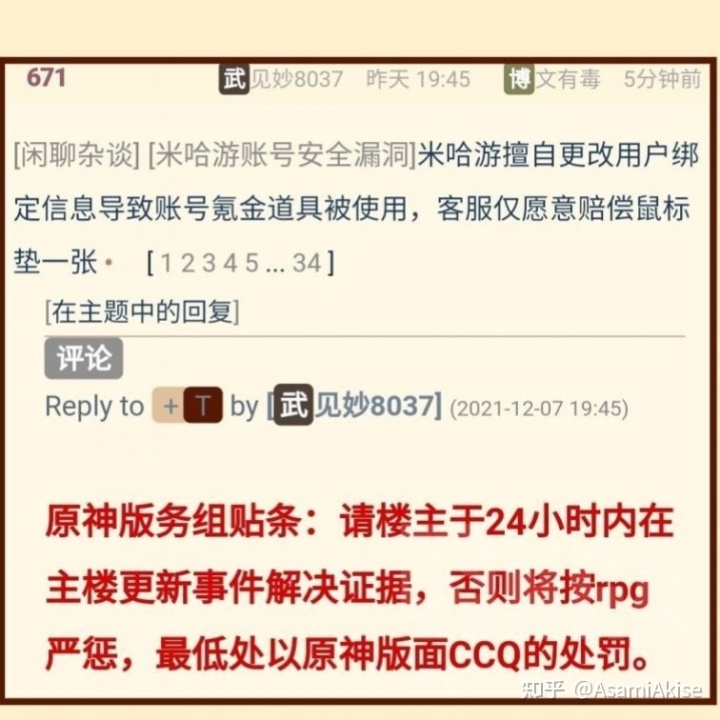 671 武 见妙8037 昨天 19:45 博 文有毒 5分钟前
[闲聊杂谈] [米哈游账号安全漏洞]米哈游擅自更改用户绑
定信息导致账号氪金道具被使用，客服仅愿意赔偿鼠标
垫一张• [ 1 2 3 4 5 ... 34 ]
[在主题中的回复]
评论
Reply to + T by [武见妙8037] (2021-12-07 19:45)
原神版务组贴条：请楼主于24小时内在
主楼更新事件解决证据，否则将按rpg
严惩，最低处以原神版面CCQ的处罚。
知乎 @AsamiAkise